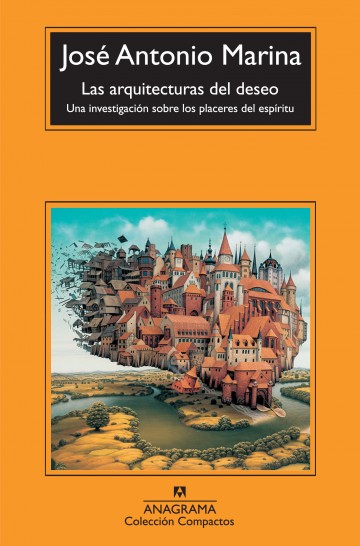 José Antonio Marina
Las arquitecturas del deseo
Una investigación sobre los placeres del espíritu
ANAGRAMA
Colección Compactos